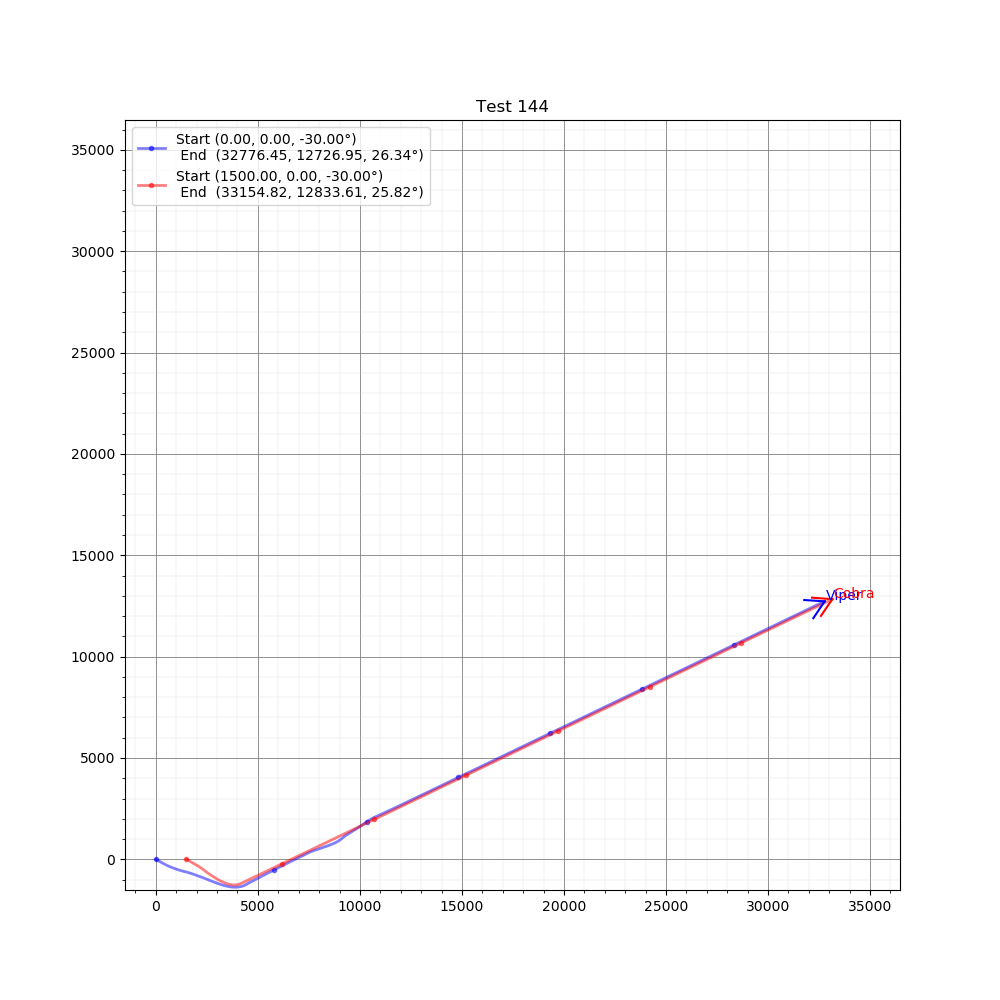 Test 144
Start (0.00, 0.00, -30.00°)
End (32776.45, 12726.95, 26.34°)
Start (1500.00, 0.00, -30.00°)
End (33154.82, 12833.61, 25.82°)
35000
30000
25000
20000
15000
Viper
Cobra
10000
5000
0
0 5000 10000 15000 20000 25000 30000 35000